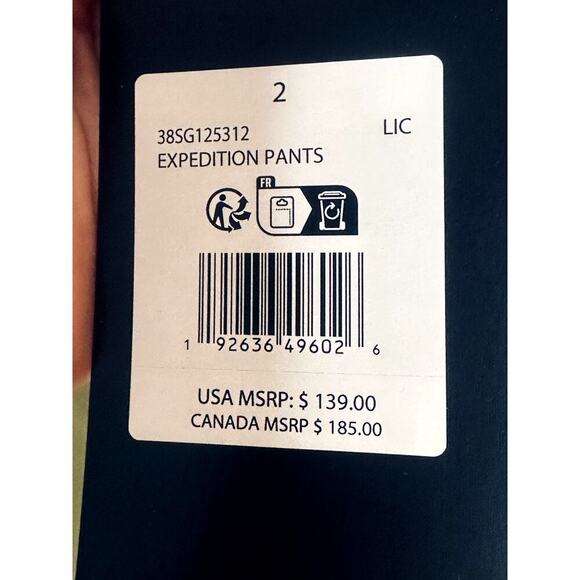 2
38SG125312 LIC
EXPEDITION PANTS
FR
1 92636 49602 6
USA MSRP: $ 139.00
CANADA MSRP $ 185.00